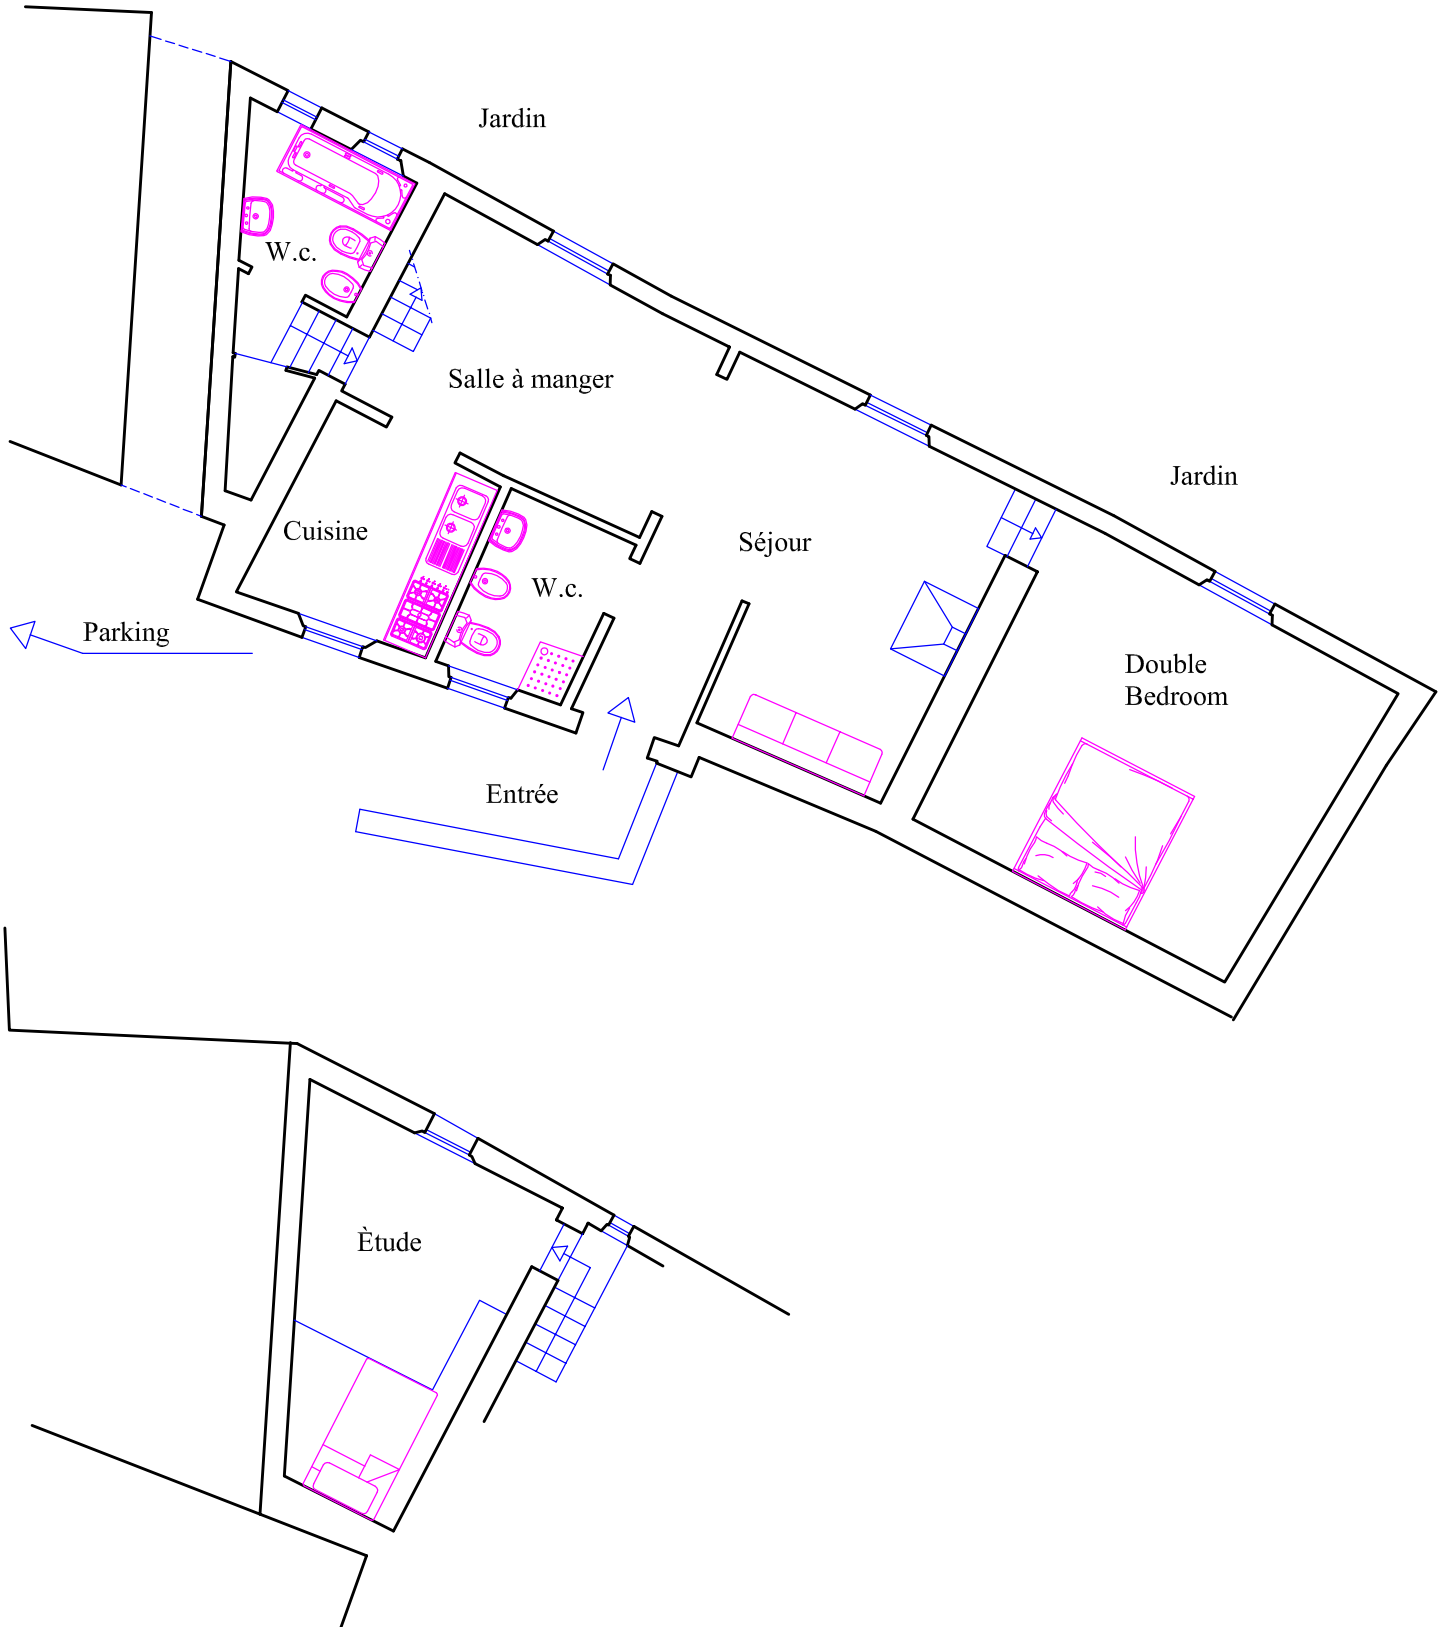 Jardin
W.c.
Salle à manger
Jardin
Cuisine
Séjour
W.c.
Parking
Double
Bedroom
Entrée
Ètude